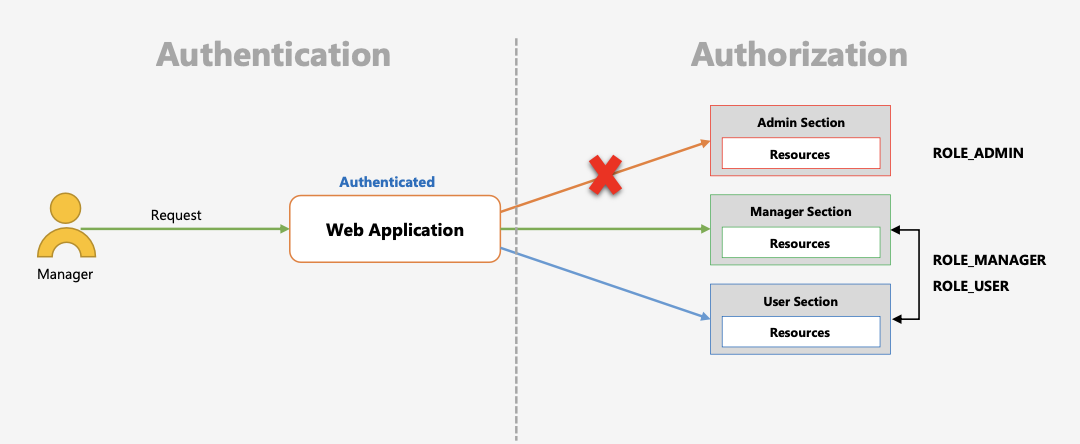 Authentication
Authorization
Admin Section
Resources
ROLE_ADMIN
Authenticated
Request
Web Application
Manager
Manager Section
Resources
ROLE_MANAGER
ROLE_USER
User Section
Resources